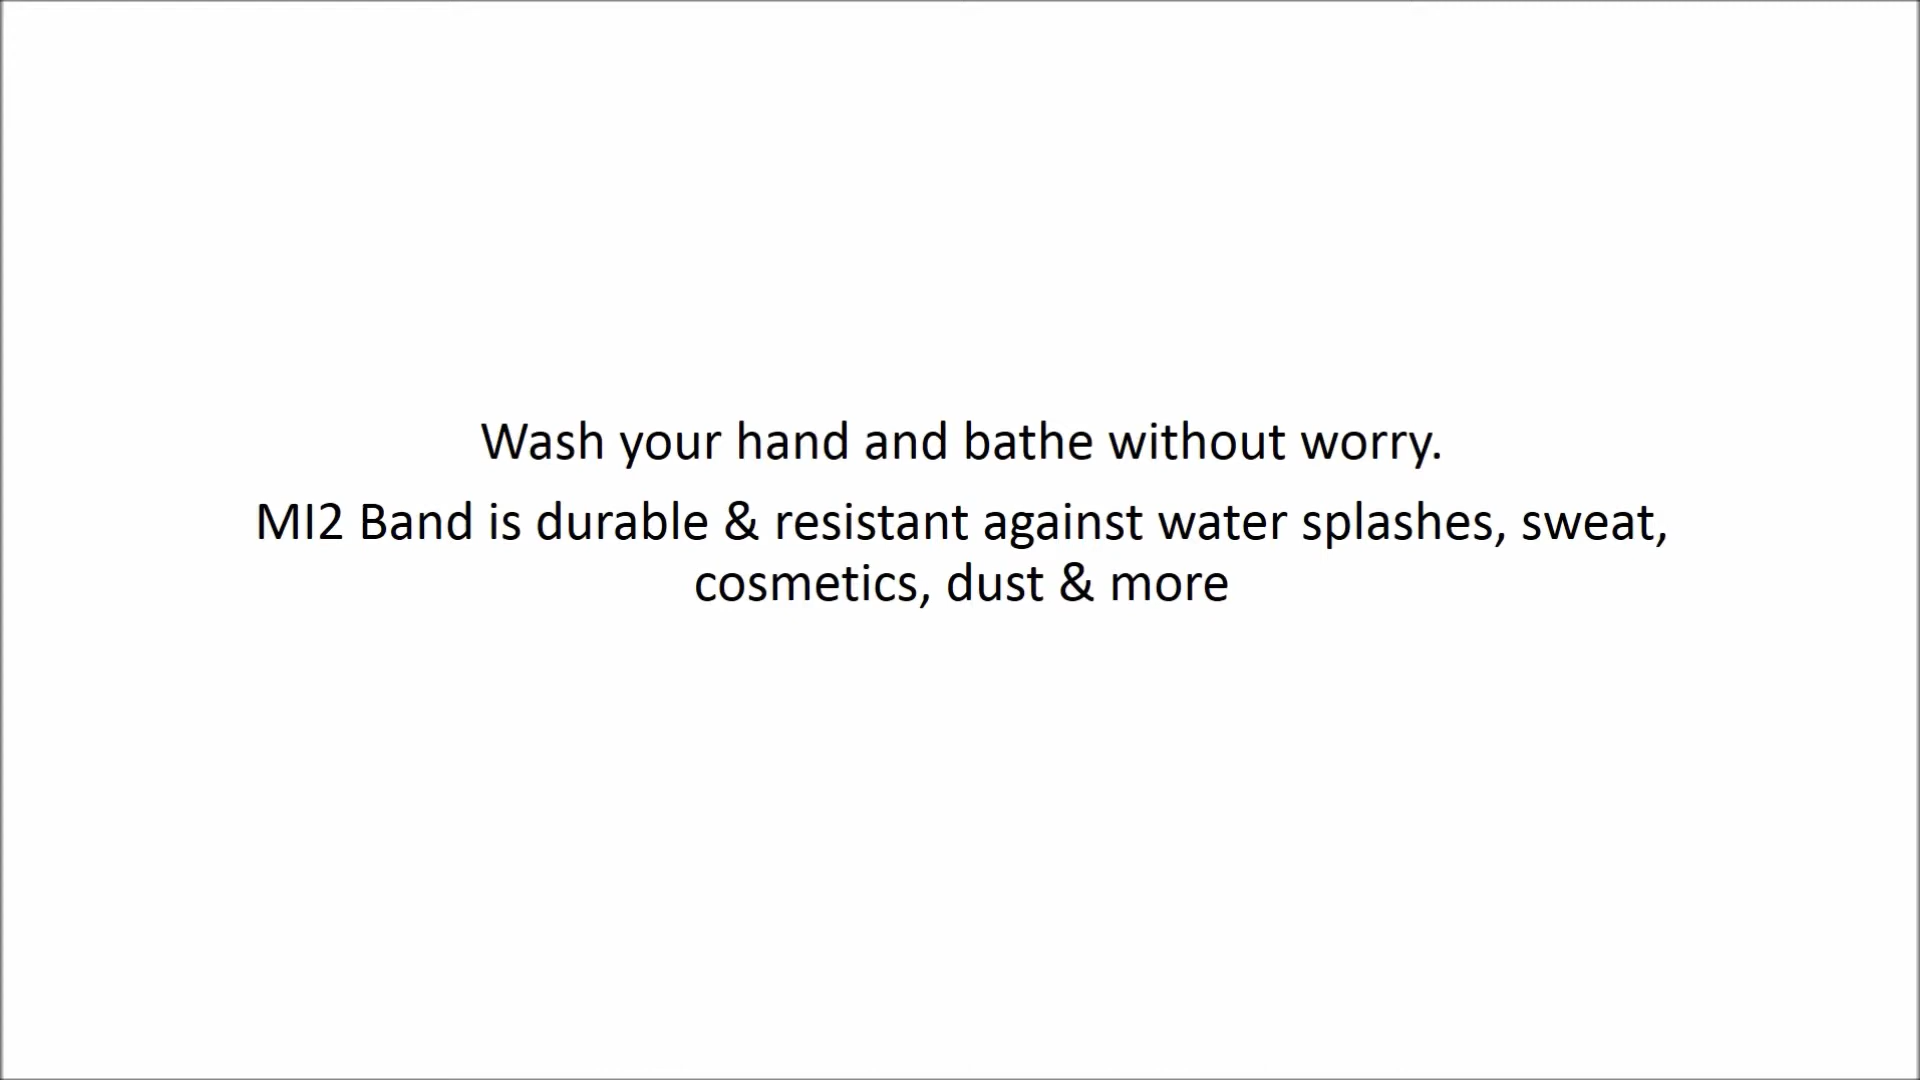 Wash your hand and bathe without worry.
MI2 Band is durable & resistant against water splashes, sweat,
cosmetics, dust & more